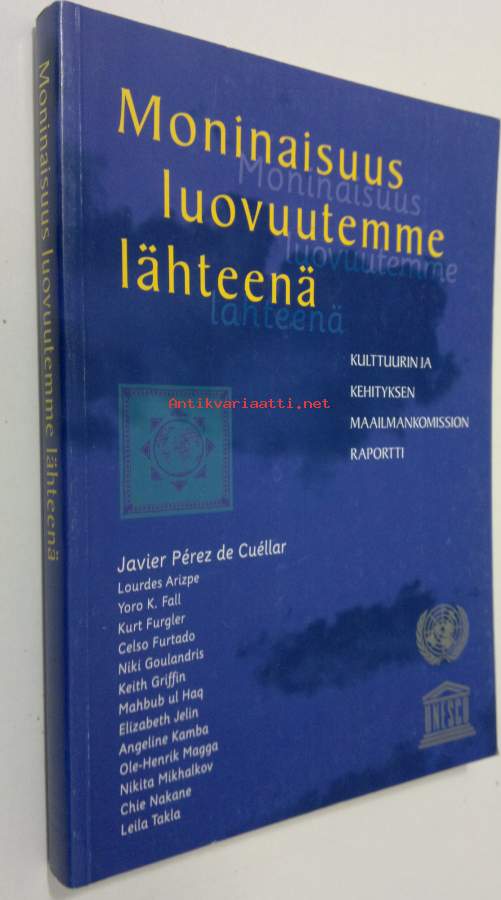 Moninaisuus luovuutemme lähteenä
Moninaisuus
luovuutemme
lähteenä
Moninaisuus
luovuutemme
lähteenä
KULTTUURIN JA
KEHITYKSEN
MAAILMANKOMISSION
RAPORTTI
Antikvariaatti.net
Javier Pérez de Cuéllar
Lourdes Arizpe
Yoro K. Fall
Kurt Furgler
Celso Furtado
Niki Goulandris
Keith Griffin
Mahbub ul Haq
Elizabeth Jelin
Angeline Kamba
Ole-Henrik Magga
Nikita Mikhalkov
Chie Nakane
Leila Takla
UNESCO